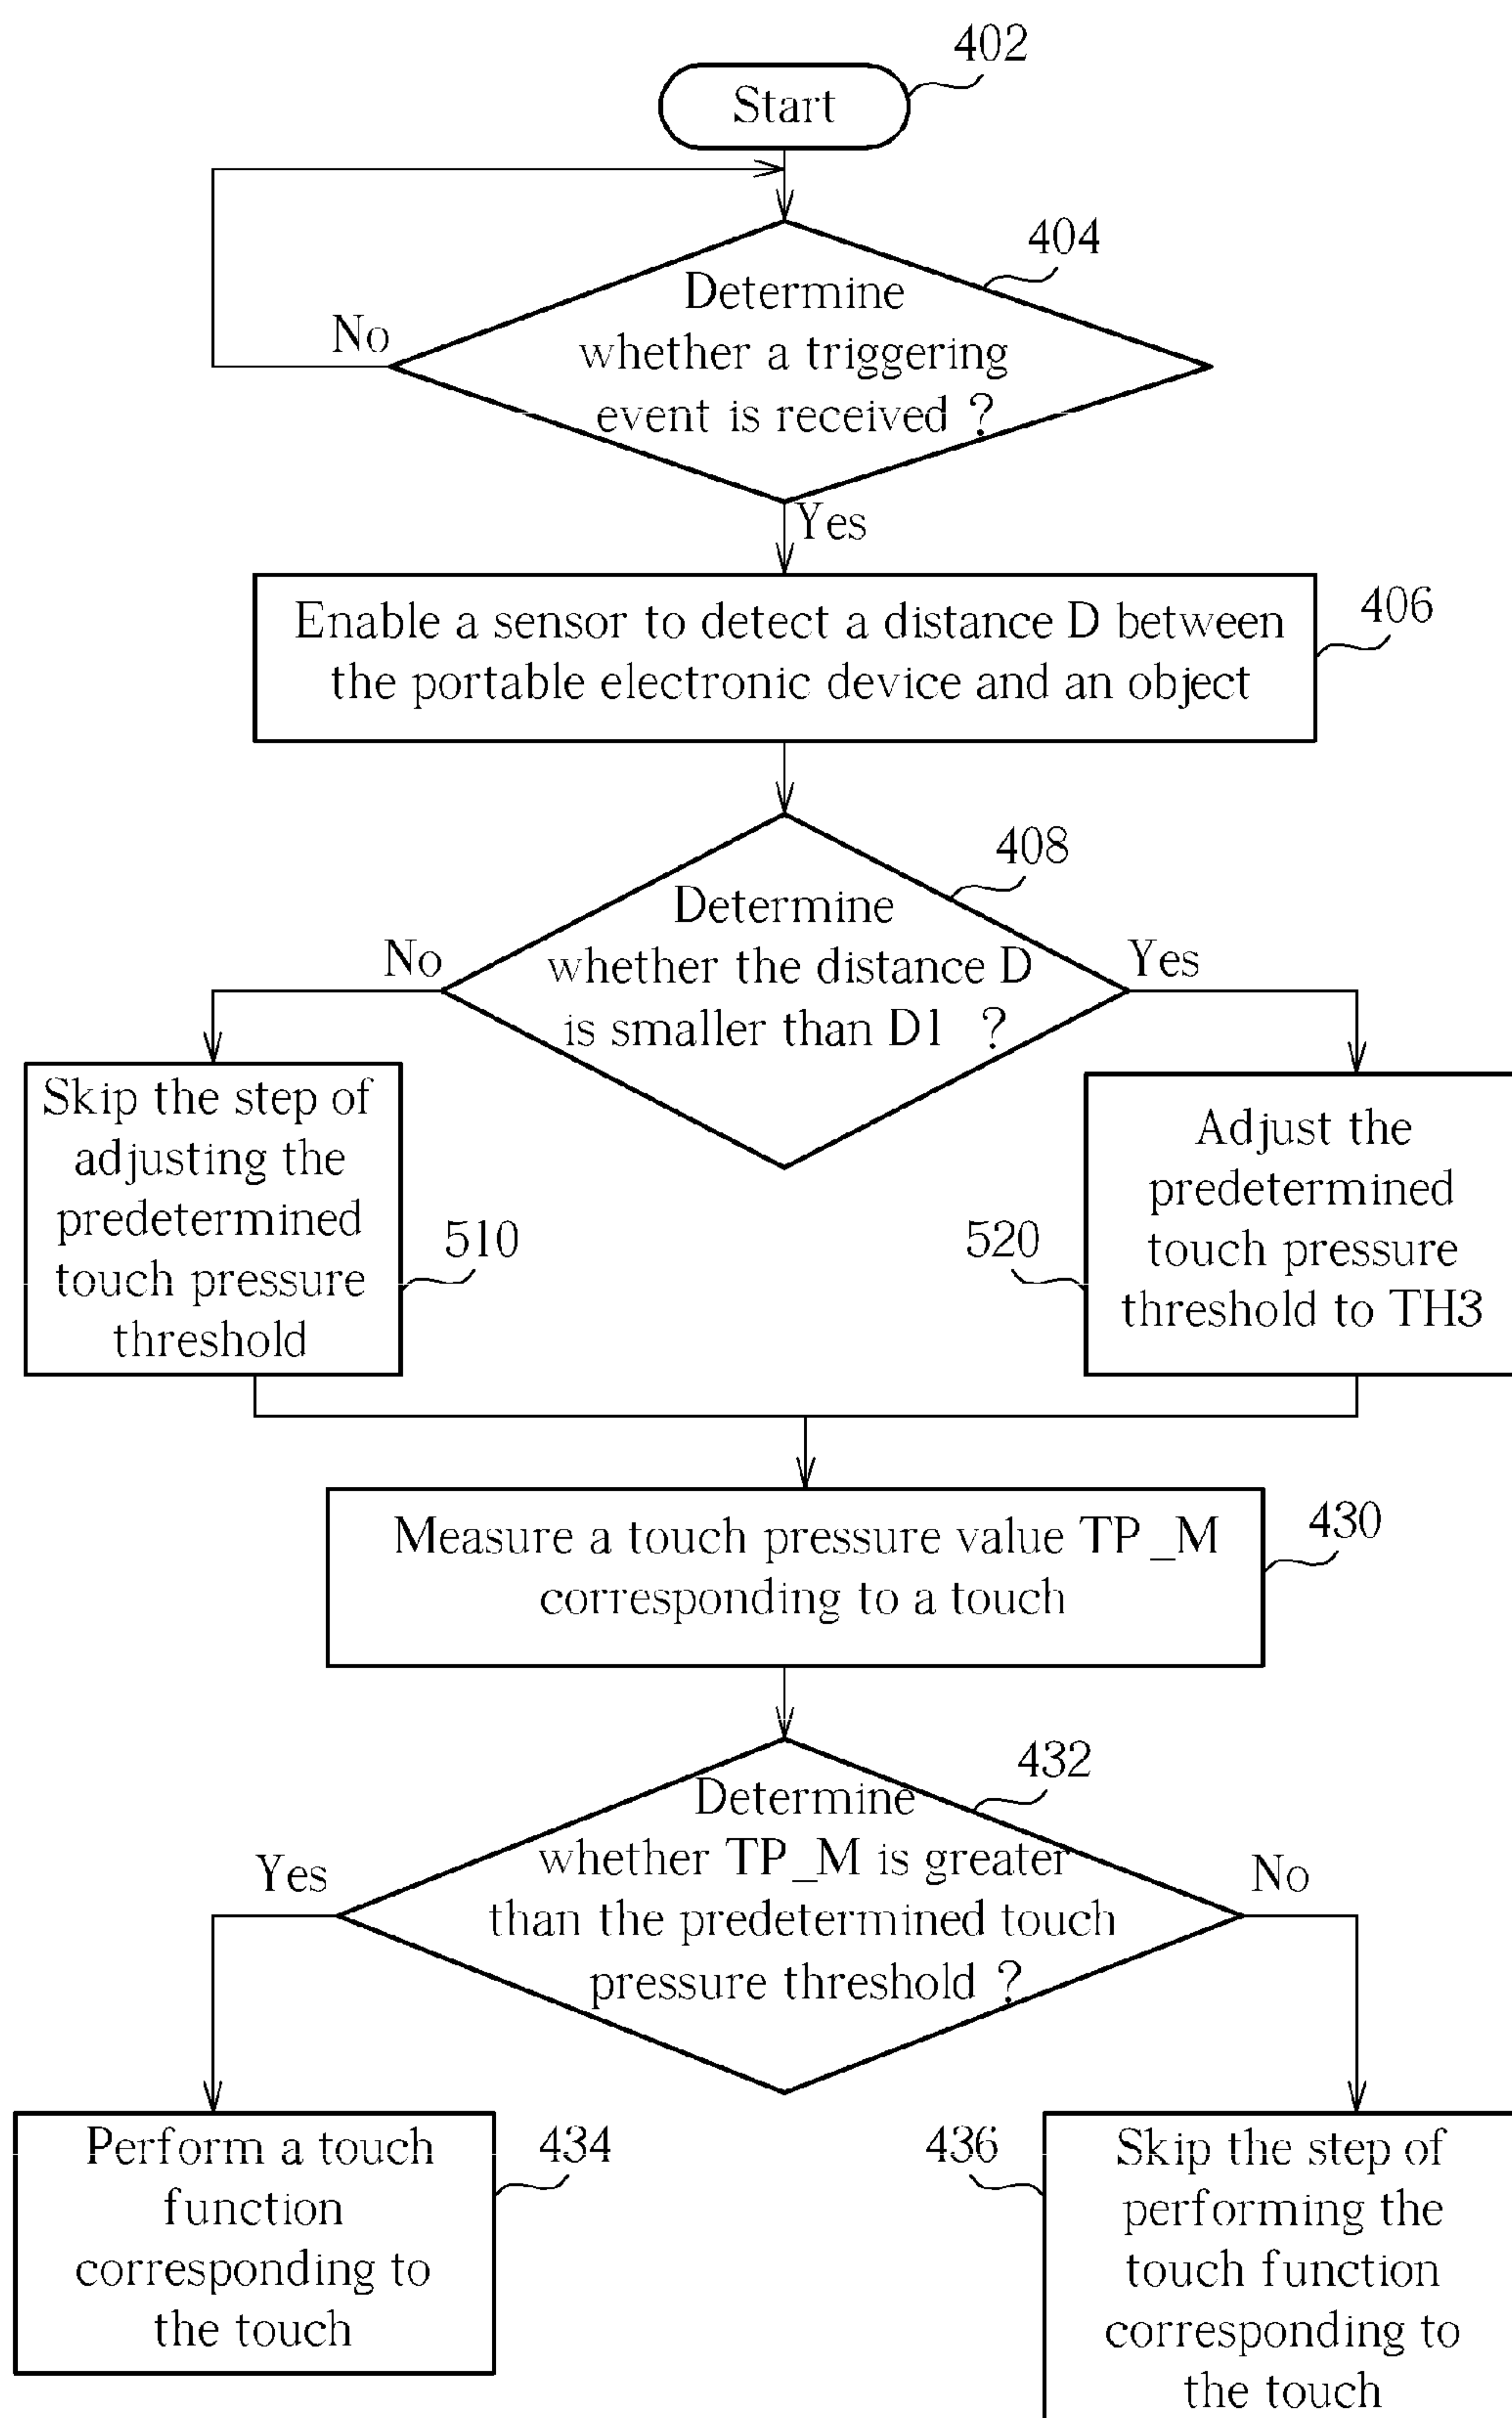 402
Start
404
Determine
whether a triggering
event is received ?
No
Yes
Enable a sensor to detect a distance D between
the portable electronic device and an object
406
408
Determine
whether the distance D
is smaller than D1 ?
No
Yes
Skip the step of
adjusting the
predetermined
touch pressure
threshold
510
520
Adjust the
predetermined
touch pressure
threshold to TH3
Measure a touch pressure value TP_M
corresponding to a touch
430
432
Determine
whether TP_M is greater
than the predetermined touch
pressure threshold ?
Yes
No
Perform a touch
function
corresponding to
the touch
434
436
Skip the step of
performing the
touch function
corresponding to
the touch